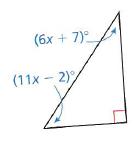 (6x + 7)°
(11x − 2)°